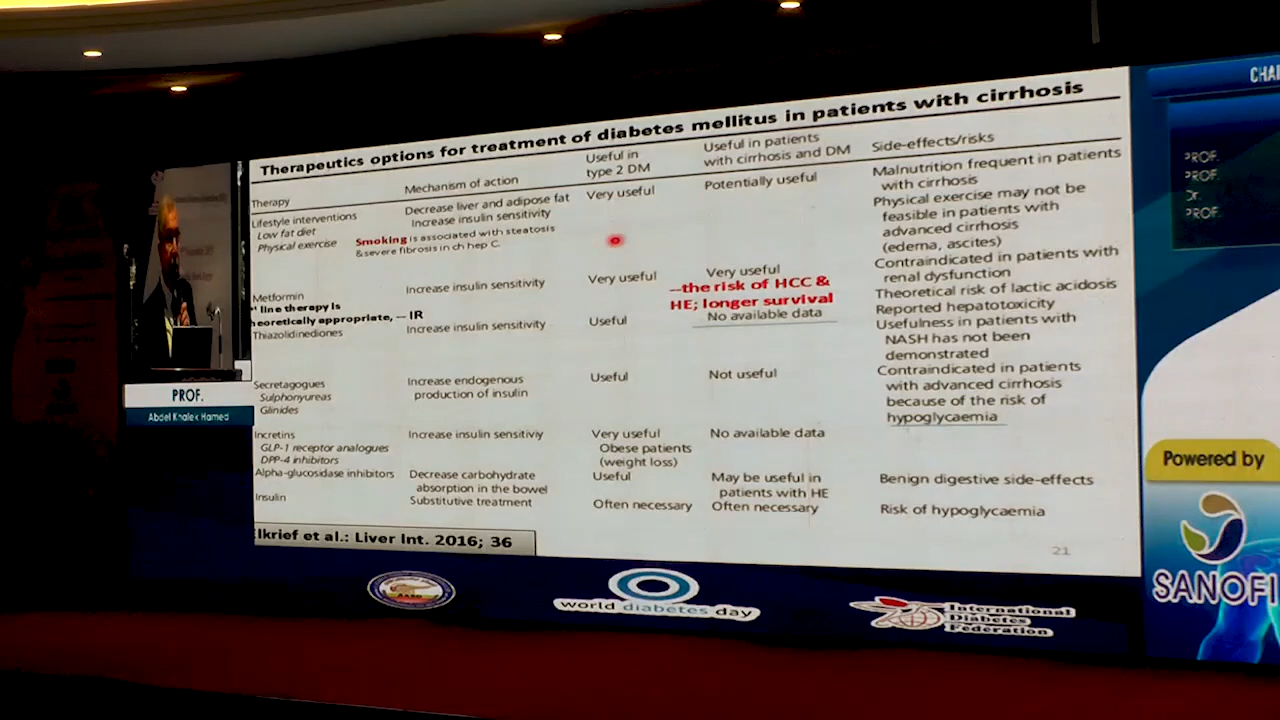 Therapeutics options for treatment of diabetes mellitus in patients with cirrhosis
Therapy
Mechanism of action
Useful in
type 2 DM
Useful in patients
with cirrhosis and DM
Side-effects/risks
Lifestyle interventions
Low fat diet
Physical exercise
Decrease liver and adipose fat
Increase insulin sensitivity
Smoking is associated with steatosis
&severe fibrosis in ch hep C.
Very useful
Potentially useful
Malnutrition frequent in patients
with cirrhosis
Physical exercise may not be
feasible in patients with
advanced cirrhosis
(edema, ascites)
Metformin
Increase insulin sensitivity
Very useful
Very useful
--the risk of HCC &
HE; longer survival
Contraindicated in patients with
renal dysfunction
Theoretical risk of lactic acidosis
line therapy is
heoretically appropriate, -- IR
Thiazolidinediones
Increase insulin sensitivity
Useful
No available data
Reported hepatotoxicity
Usefulness in patients with
NASH has not been
demonstrated
Secretagogues
Sulphonyureas
Glinides
Increase endogenous
production of insulin
Useful
Not useful
Contraindicated in patients
with advanced cirrhosis
because of the risk of
hypoglycaemia
Incretins
GLP-1 receptor analogues
DPP-4 inhibitors
Increase insulin sensitiviy
Very useful
Obese patients
(weight loss)
No available data
Alpha-glucosidase inhibitors
Decrease carbohydrate
absorption in the bowel
Useful
May be useful in
patients with HE
Benign digestive side-effects
Insulin
Substitutive treatment
Often necessary
Often necessary
Risk of hypoglycaemia
lkrief et al.: Liver Int. 2016; 36
21
PROF.
Abdel Khalek Hamed
world diabetes day
International
Diabetes
Federation
CHAI
PROF.
PROF.
Dr.
PROF.
Powered by
SANOFI